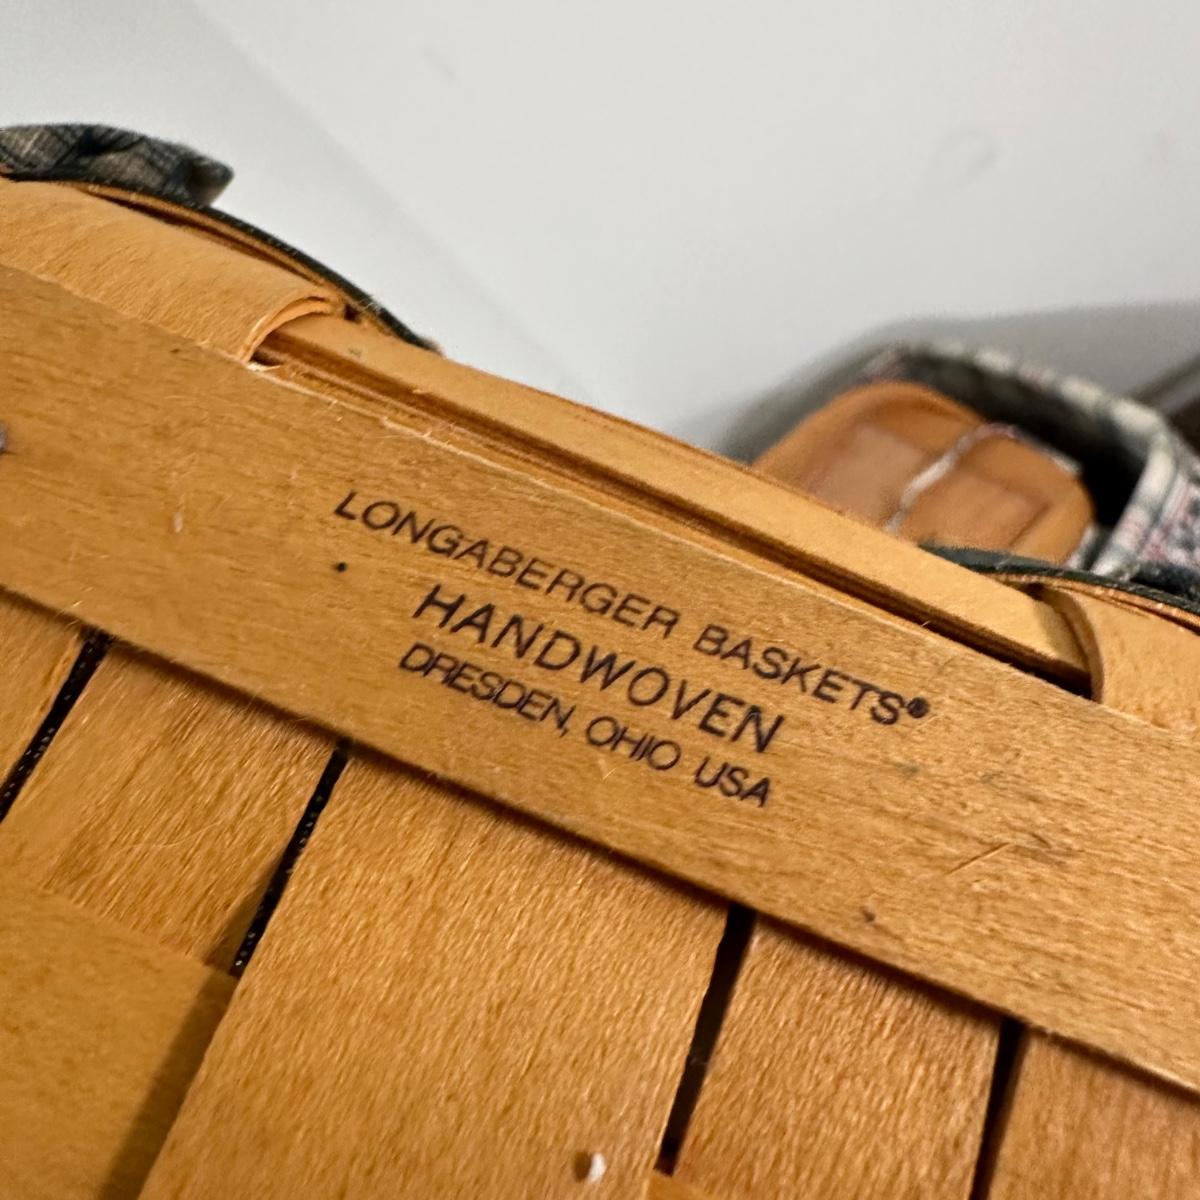 LONGABERGER BASKETS®
HANDWOVEN
DRESDEN, OHIO USA